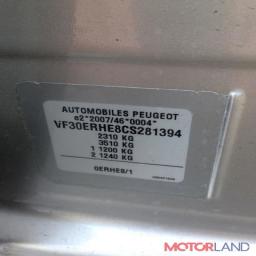 AUTOMOBILES PEUGEOT
e2*2007/46*0004*
VF30ERHE8CS281394
2310 KG
3510 KG
1 1200 KG
2 1240 KG
0ERHE8/1
MOTORLAND